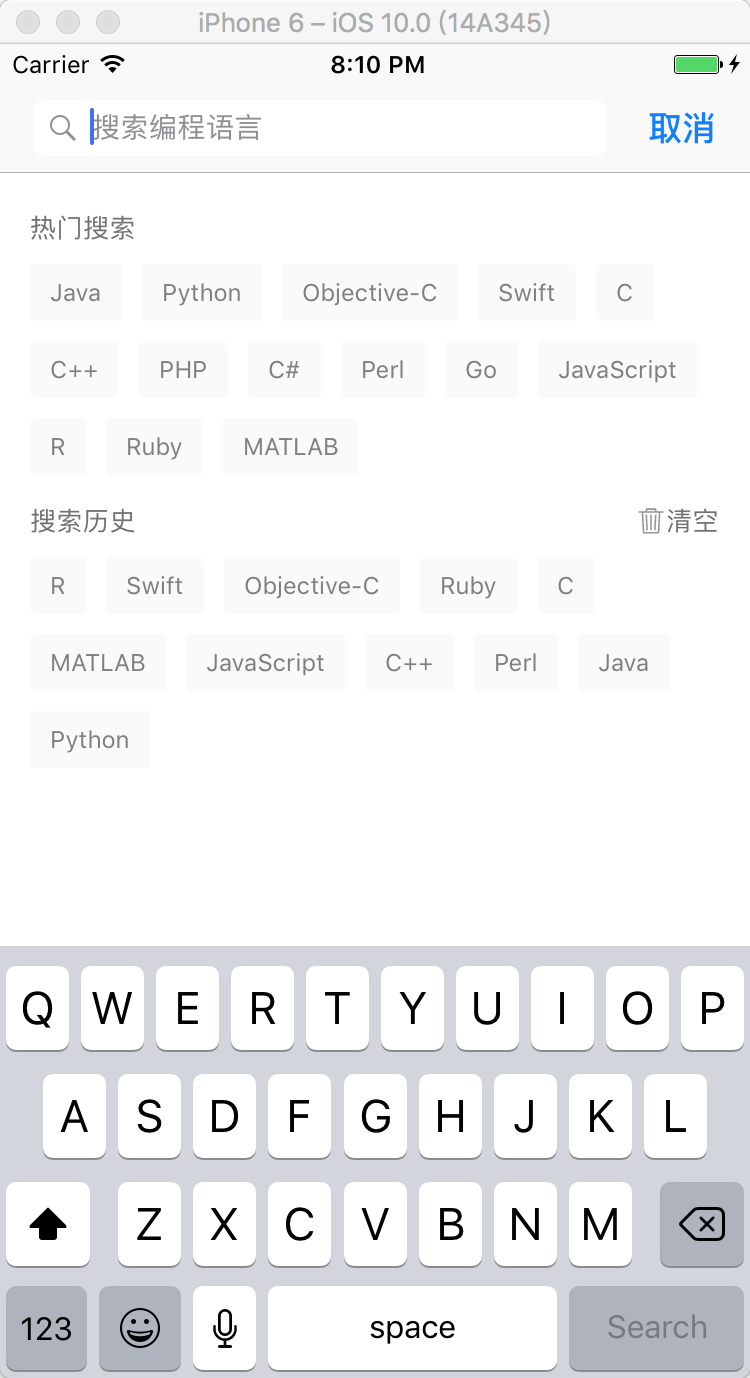 iPhone 6 – iOS 10.0 (14A345)
Carrier 8:10 PM
搜索编程语言 取消
热门搜索
Java Python Objective-C Swift C
C++ PHP C# Perl Go JavaScript
R Ruby MATLAB
搜索历史 清空
R Swift Objective-C Ruby C
MATLAB JavaScript C++ Perl Java
Python
Q W E R T Y U I O P
A S D F G H J K L
Z X C V B N M
123 space Search